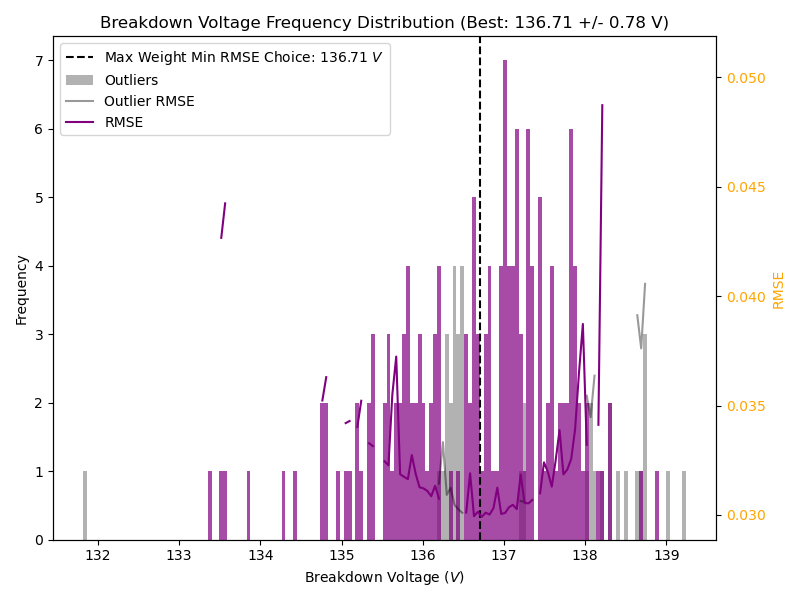 Breakdown Voltage Frequency Distribution (Best: 136.71 +/- 0.78 V)
Max Weight Min RMSE Choice: 136.71 V
Outliers
Outlier RMSE
RMSE
Frequency
7
6
5
4
3
2
1
0
132
133
134
135
136
137
138
139
Breakdown Voltage (V)
0.050
0.045
0.040
0.035
0.030
RMSE